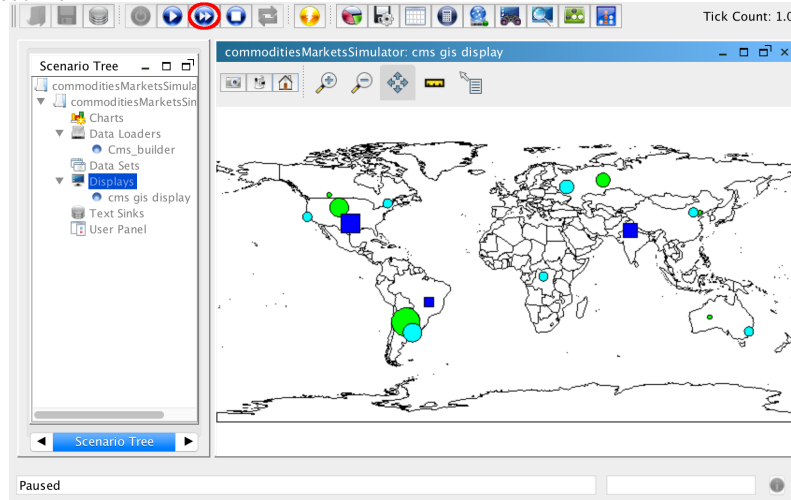 Tick Count: 1.0
commoditiesMarketsSimulator: cms gis display
Scenario Tree
commoditiesMarketsSimula
commoditiesMarketsSin
Charts
Data Loaders
Cms_builder
Data Sets
Displays
cms gis display
Text Sinks
User Panel
Scenario Tree
Paused